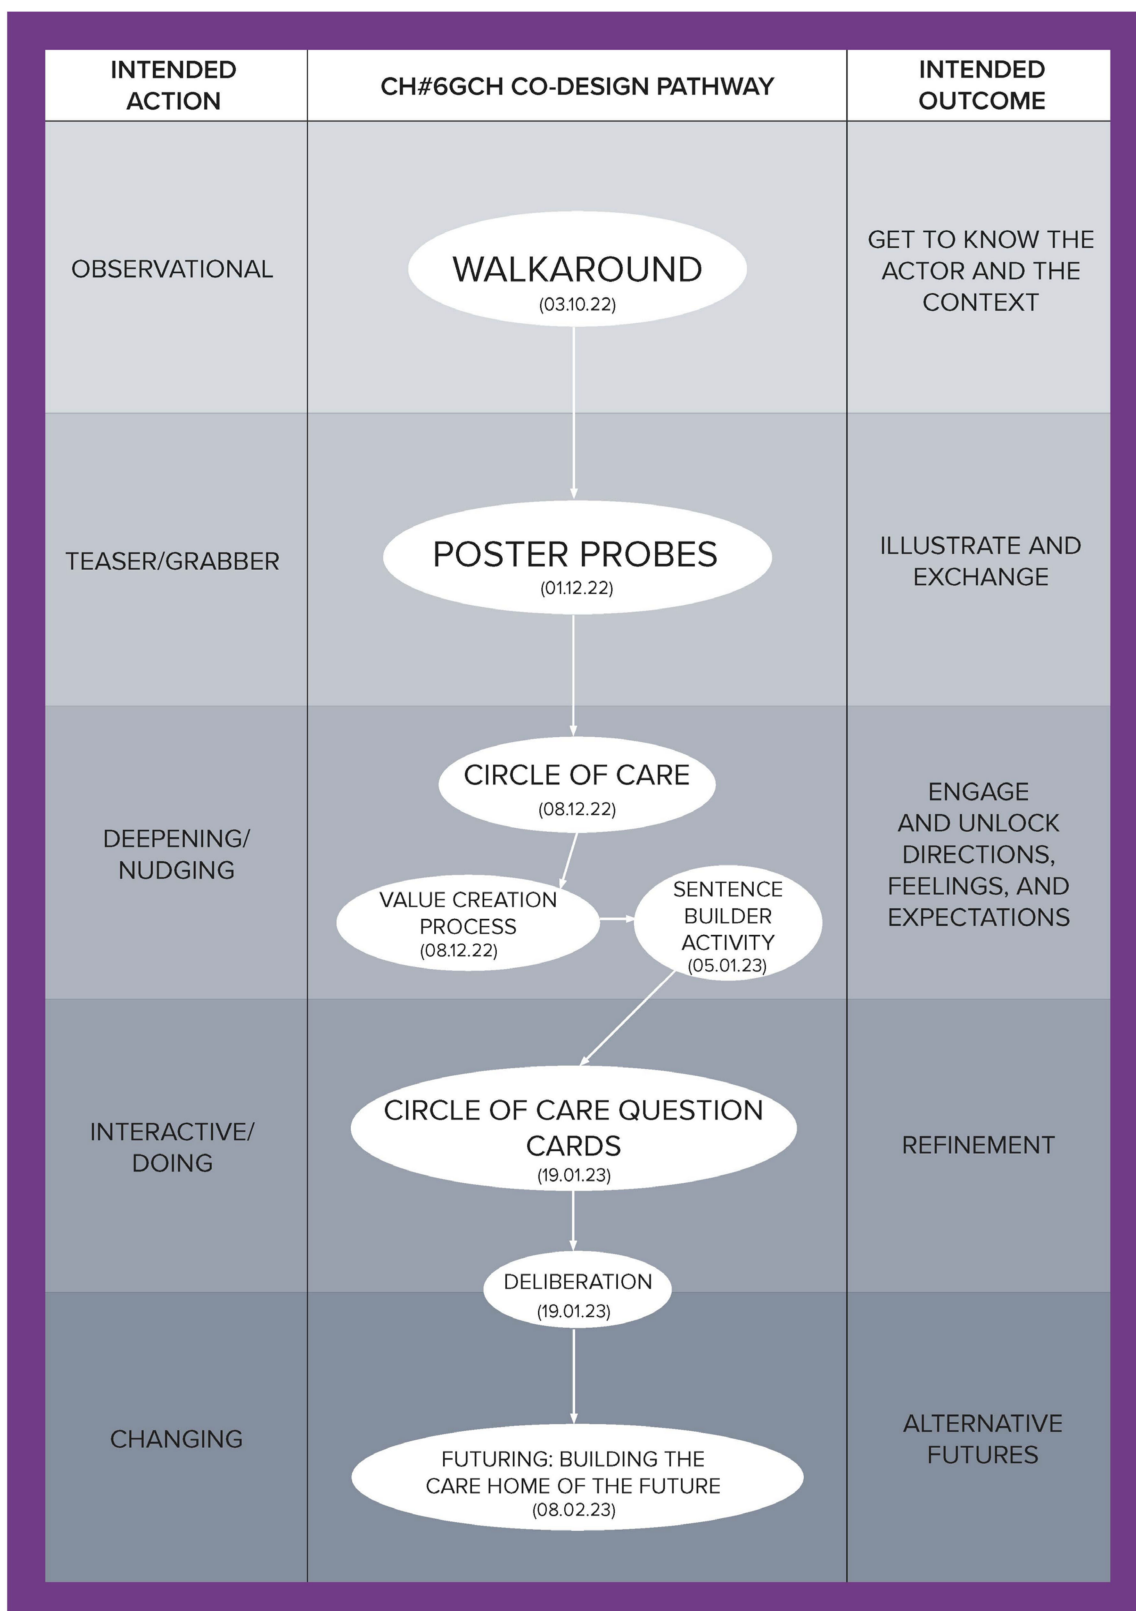 INTENDED
ACTION
CH#6GCH CO-DESIGN PATHWAY
INTENDED
OUTCOME
OBSERVATIONAL
WALKAROUND
(03.10.22)
GET TO KNOW THE
ACTOR AND THE
CONTEXT
TEASER/GRABBER
POSTER PROBES
(01.12.22)
ILLUSTRATE AND
EXCHANGE
DEEPENING/
NUDGING
CIRCLE OF CARE
(08.12.22)
VALUE CREATION
PROCESS
(08.12.22)
SENTENCE
BUILDER
ACTIVITY
(05.01.23)
ENGAGE
AND UNLOCK
DIRECTIONS,
FEELINGS, AND
EXPECTATIONS
INTERACTIVE/
DOING
CIRCLE OF CARE QUESTION
CARDS
(19.01.23)
REFINEMENT
DELIBERATION
(19.01.23)
CHANGING
FUTURING: BUILDING THE
CARE HOME OF THE FUTURE
(08.02.23)
ALTERNATIVE
FUTURES